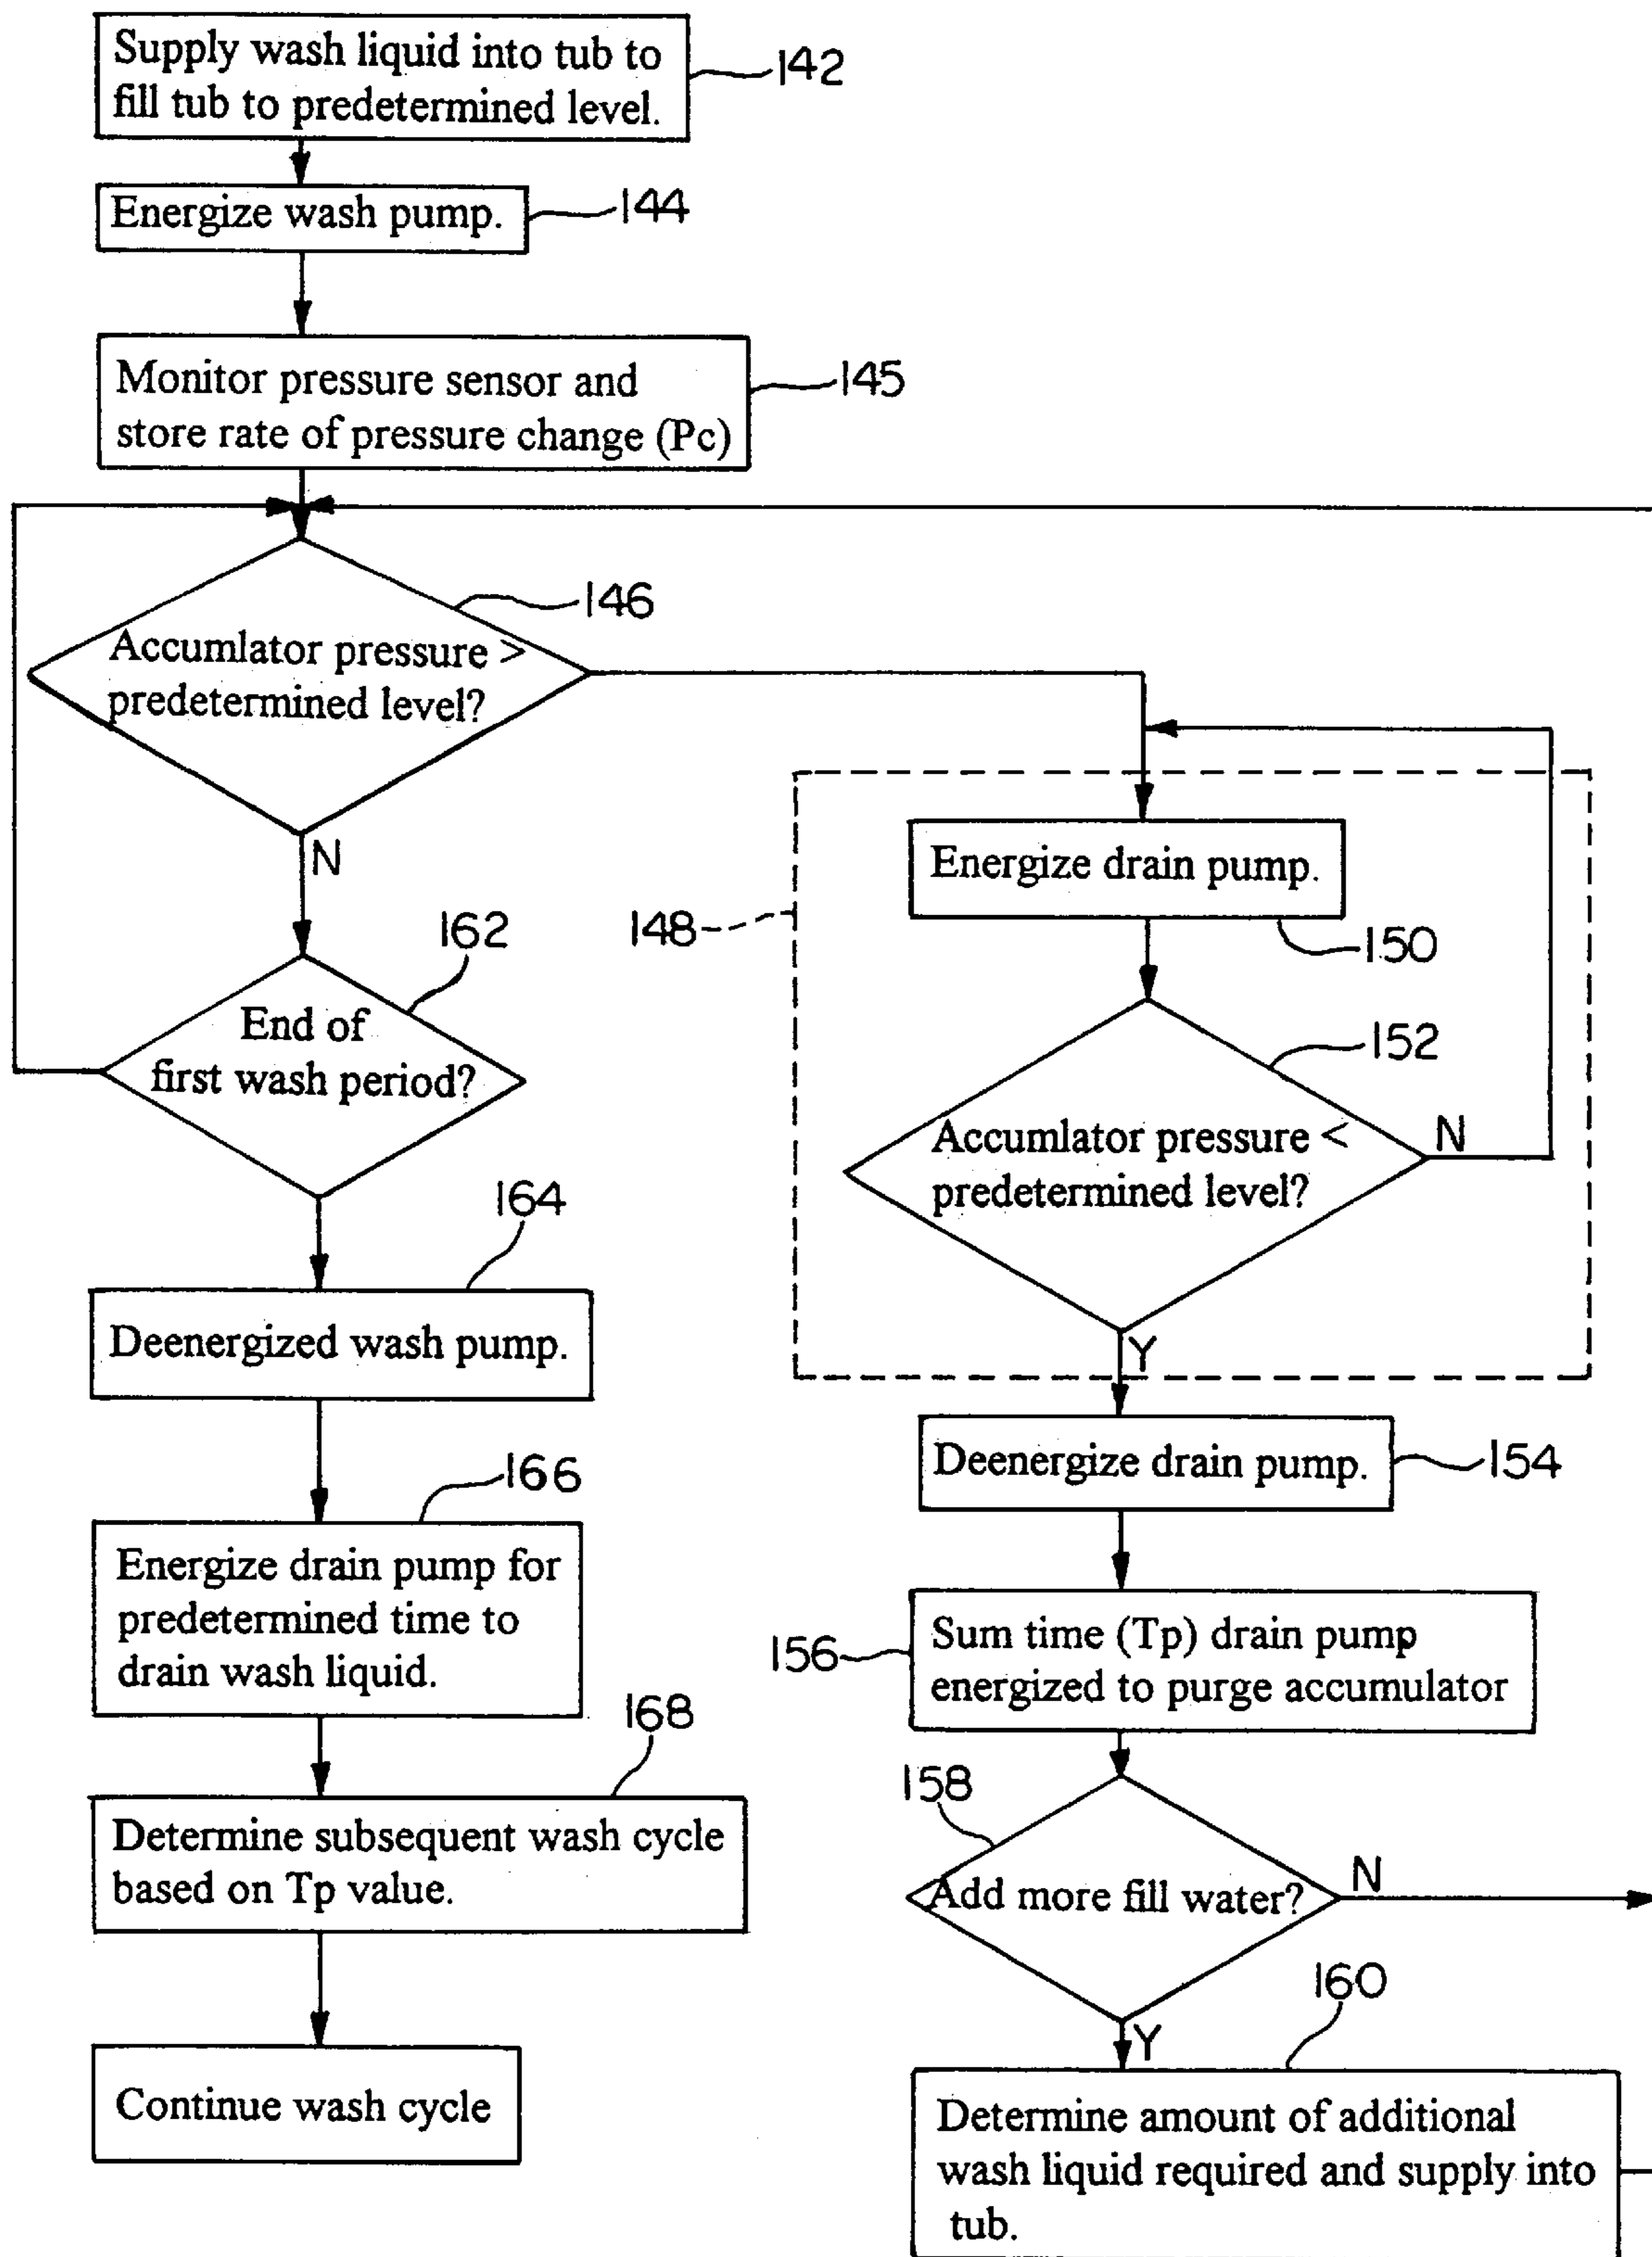 Supply wash liquid into tub to
fill tub to predetermined level.
142
Energize wash pump.
144
Monitor pressure sensor and
store rate of pressure change (Pc)
145
Accumlator pressure >
predetermined level?
146
N
End of
first wash period?
162
Deenergized wash pump.
164
Energize drain pump for
predetermined time to
drain wash liquid.
166
Determine subsequent wash cycle
based on Tp value.
168
Continue wash cycle
148
Energize drain pump.
150
Accumlator pressure <
predetermined level?
152
N
Y
Deenergize drain pump.
154
Sum time (Tp) drain pump
energized to purge accumulator
156
Add more fill water?
158
N
Y
Determine amount of additional
wash liquid required and supply into
tub.
160